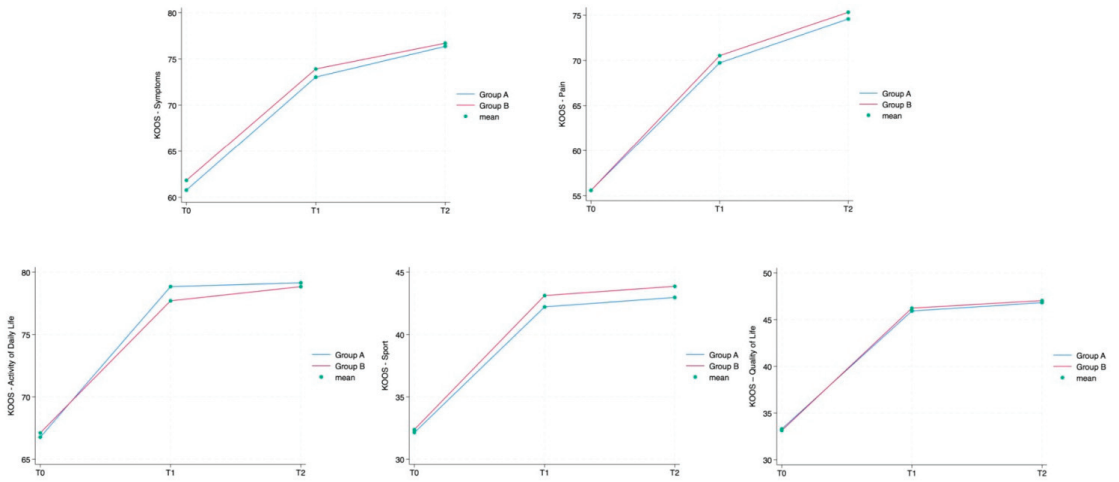 80
75
70
65
60
KOOS - Symptoms
T0
T1
T2
Group A
Group B
mean
75
70
65
60
55
KOOS - Pain
T0
T1
T2
Group A
Group B
mean
80
75
70
65
KOOS - Activity of Daily Life
T0
T1
T2
Group A
Group B
mean
45
40
35
30
KOOS - Sport
T0
T1
T2
Group A
Group B
mean
50
45
40
35
30
KOOS – Quality of Life
T0
T1
T2
Group A
Group B
mean